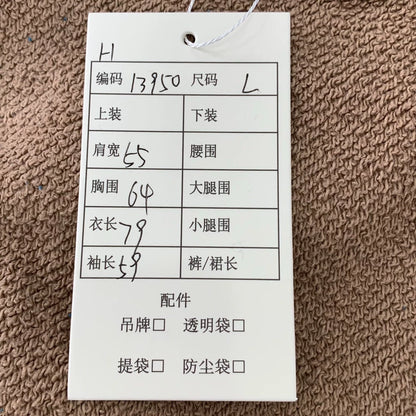 H
编码 13950 尺码 L
上装 下装
肩宽 55 腰围
胸围 64 大腿围
衣长 79 小腿围
袖长 59 裤/裙长
配件
吊牌□ 透明袋□
提袋□ 防尘袋□